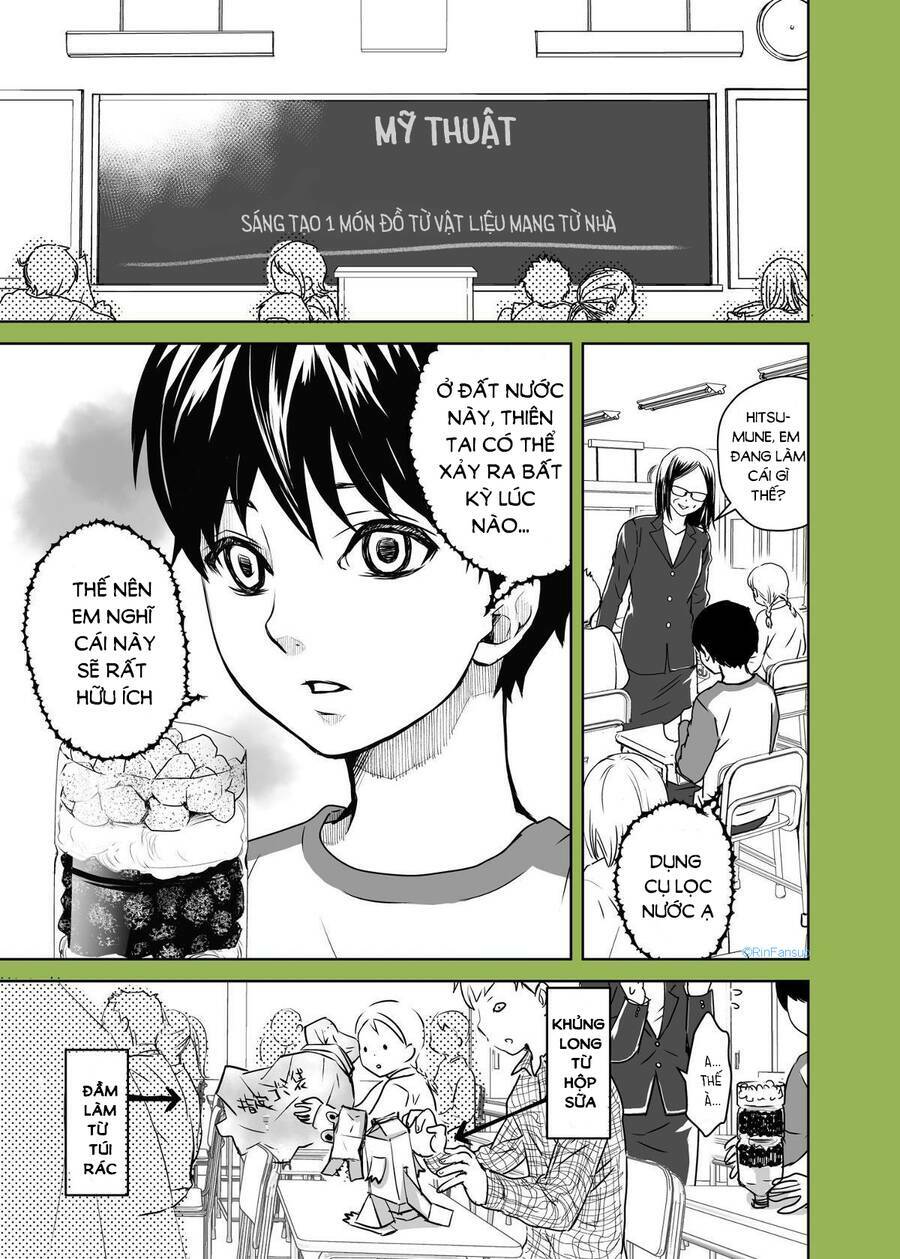 MỸ THUẬT
SÁNG TẠO 1 MÓN ĐỒ TỪ VẬT LIỆU MANG TỪ NHÀ
HITSU-
MUNE, EM
ĐANG LÀM
CÁI GÌ
THẾ?
DỤNG
CỤ LỌC
NƯỚC Ạ
Ở ĐẤT NƯỚC
NÀY, THIÊN
TAI CÓ THỂ
XẢY RA BẤT
KỲ LÚC
NÀO...
THẾ NÊN
EM NGHĨ
CÁI NÀY
SẼ RẤT
HỮU ÍCH
©RinFansub
A...
THẾ
À...
KHỦNG
LONG TỪ
HỘP
SỮA
ĐẦM
LÀM TỪ
TÚI
RÁC